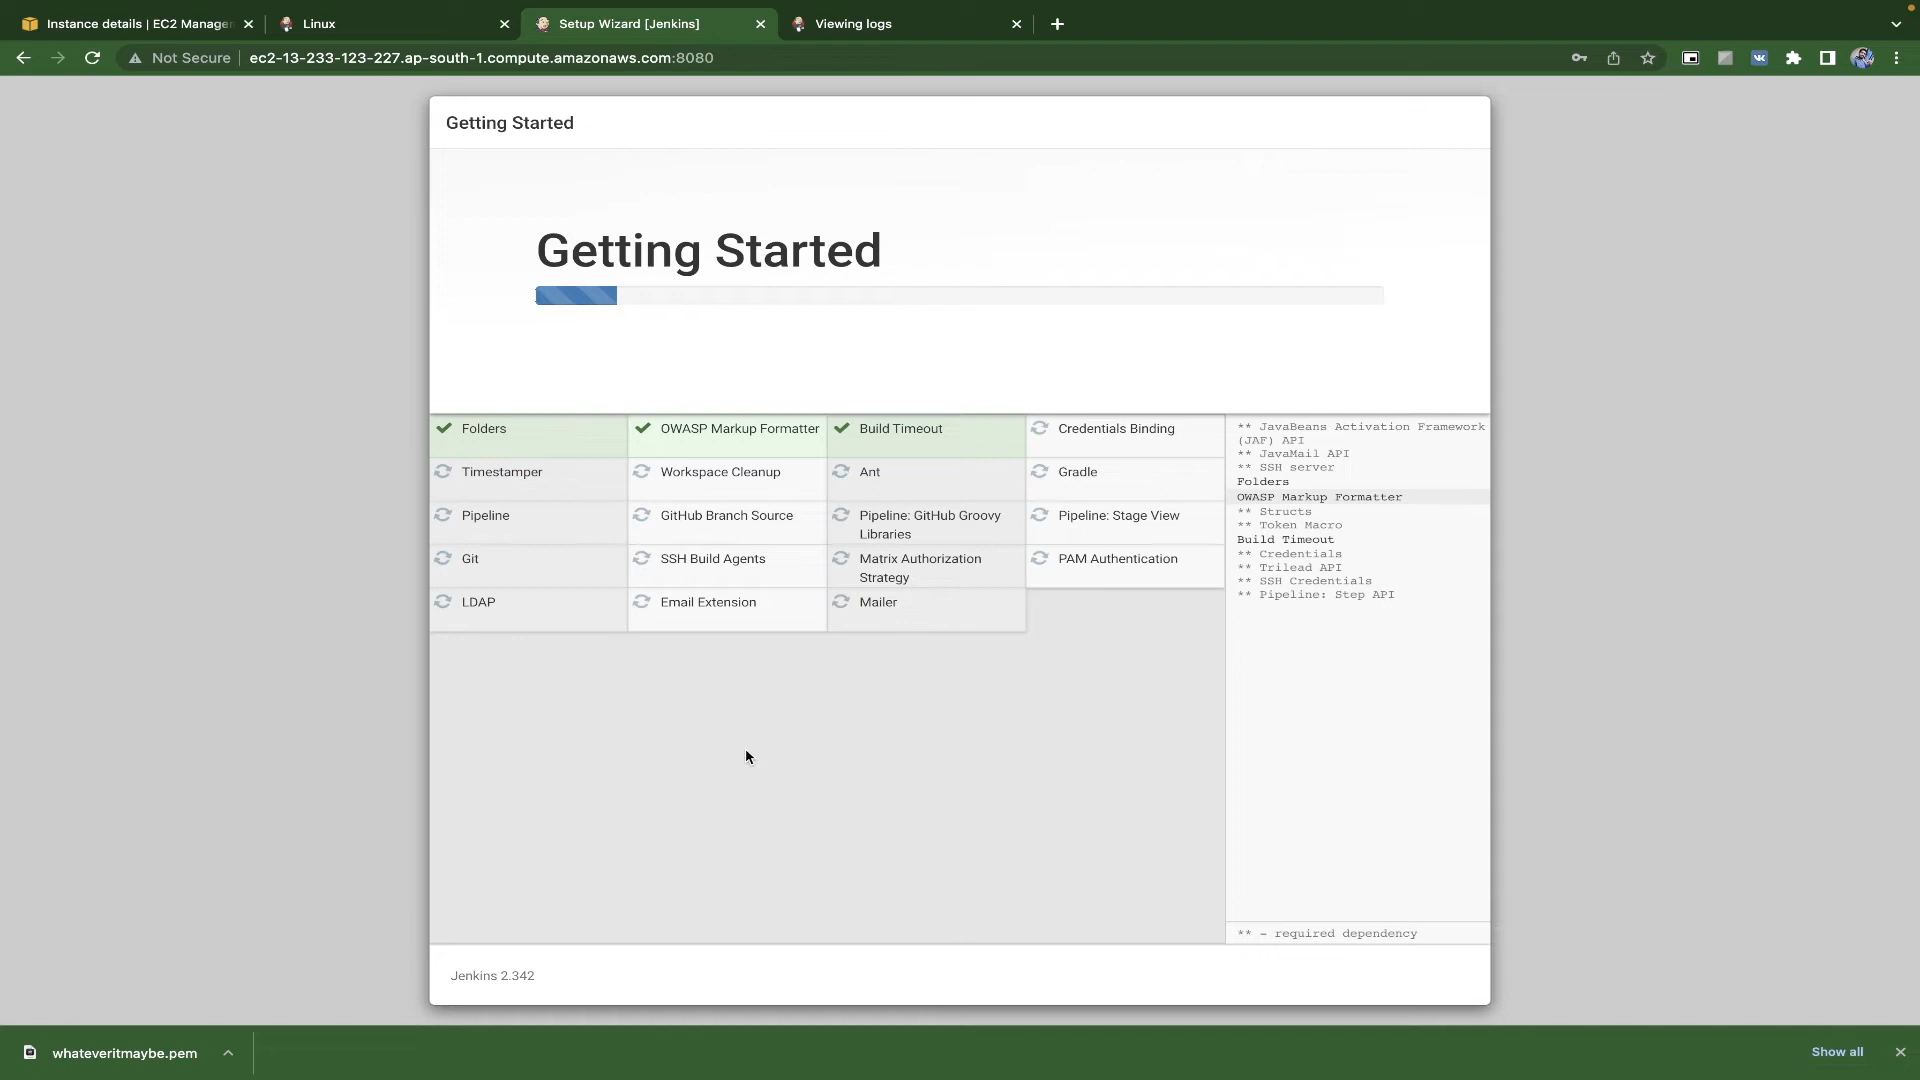 Instance details | EC2 Manage
Linux
Setup Wizard [Jenkins]
Viewing logs
Not Secure
ec2-13-233-123-227.ap-south-1.compute.amazonaws.com:8080
Getting Started
Getting Started
Folders
OWASP Markup Formatter
Build Timeout
Credentials Binding
Timestamper
Workspace Cleanup
Ant
Gradle
Pipeline
GitHub Branch Source
Pipeline: GitHub Groovy
Libraries
Pipeline: Stage View
Git
SSH Build Agents
Matrix Authorization
Strategy
PAM Authentication
LDAP
Email Extension
Mailer
** JavaBeans Activation Framework
(JAF) API
** JavaMail API
** SSH server
Folders
OWASP Markup Formatter
** Structs
** Token Macro
Build Timeout
** Credentials
** Trilead API
** SSH Credentials
** Pipeline: Step API
** - required dependency
Jenkins 2.342
whateveritmaybe.pem
Show all